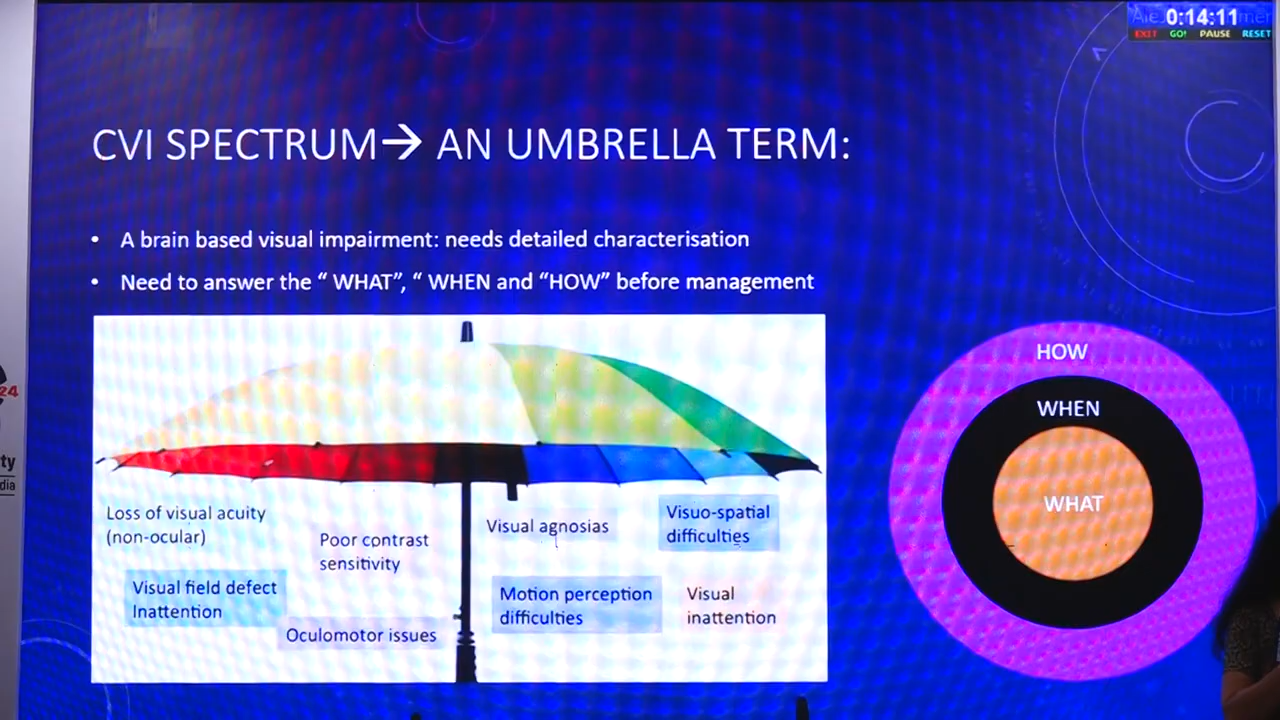 0:14:11
EXIT GO! PAUSE RESET
CVI SPECTRUM→ AN UMBRELLA TERM:
• A brain based visual impairment: needs detailed characterisation
• Need to answer the “ WHAT”, “ WHEN and “HOW” before management
Loss of visual acuity
(non-ocular)
Poor contrast
sensitivity
Visual field defect
Inattention
Oculomotor issues
Visual agnosias
Visuo-spatial
difficulties
Motion perception
difficulties
Visual
inattention
HOW
WHEN
WHAT
24
ty
dia